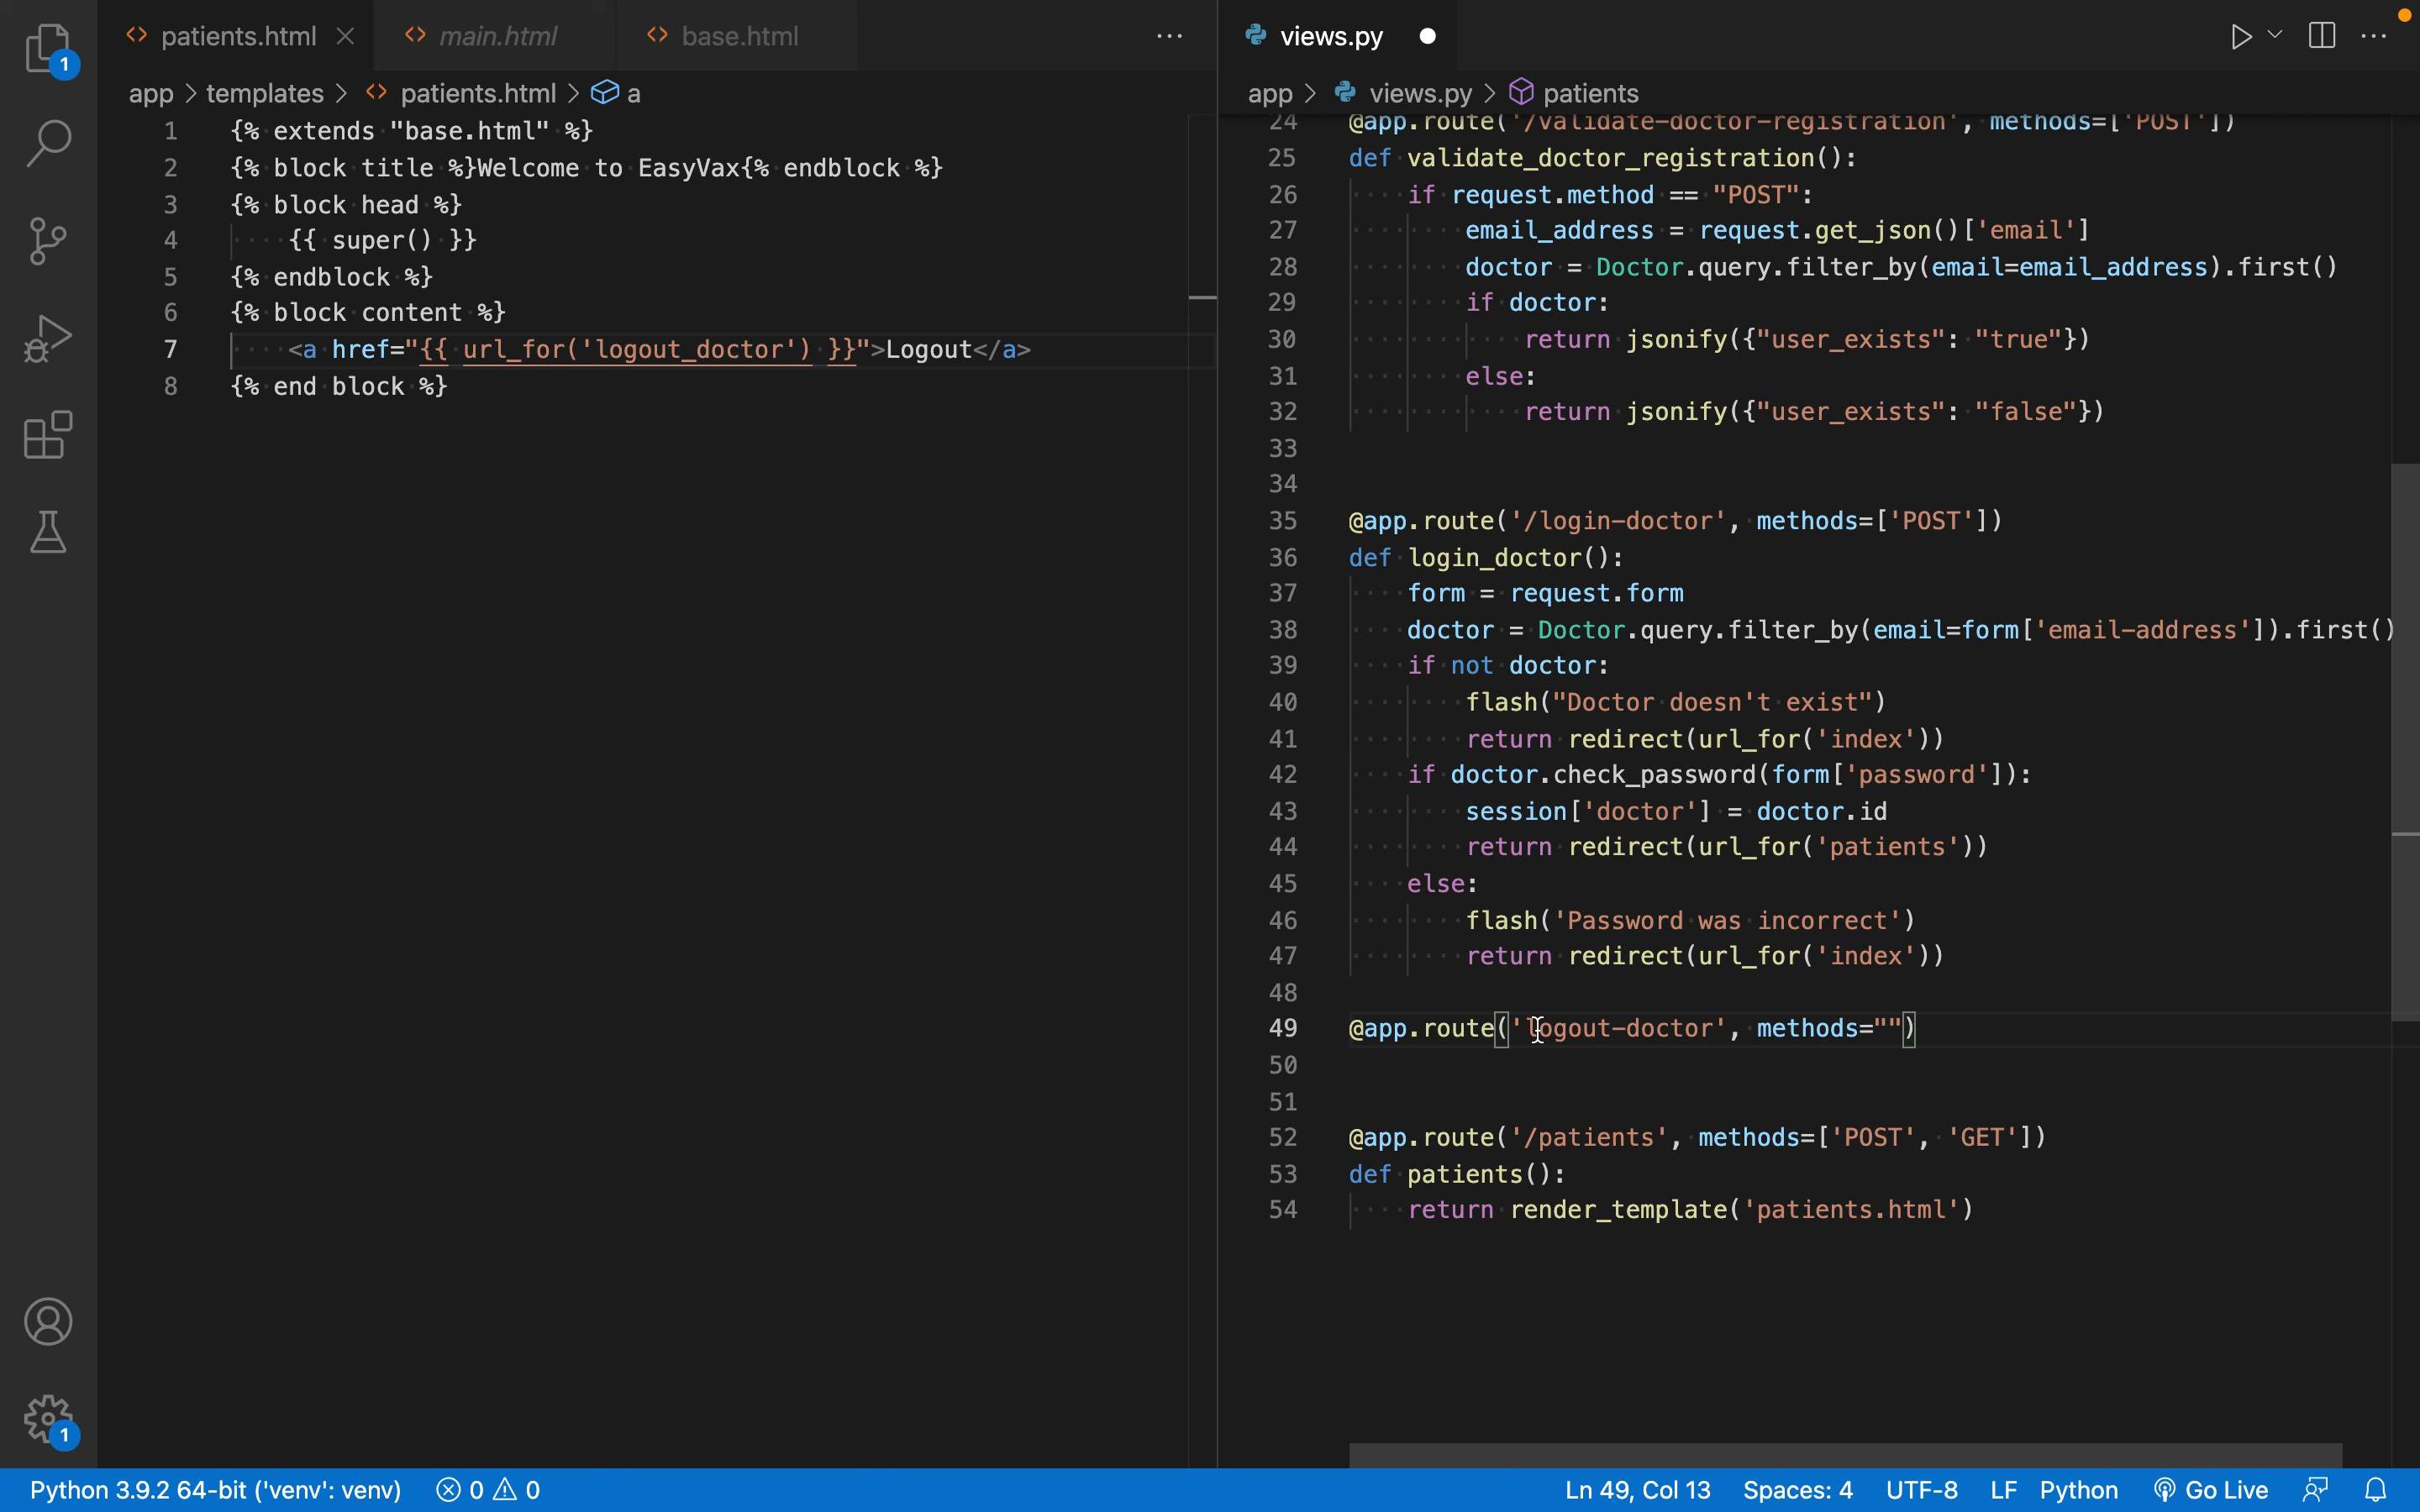 patients.html
main.html
base.html
app > templates > patients.html > a
1 {% extends "base.html" %}
2 {% block title %}Welcome to EasyVax{% endblock %}
3 {% block head %}
4 {{ super() }}
5 {% endblock %}
6 {% block content %}
7 <a href="{{ url_for('logout_doctor') }}">Logout</a>
8 {% end block %}
1
1
views.py
app > views.py > patients
24 @app.route('/validate-doctor-registration', methods=['POST'])
25 def validate_doctor_registration():
26 if request.method == "POST":
27 email_address = request.get_json()['email']
28 doctor = Doctor.query.filter_by(email=email_address).first()
29 if doctor:
30 return jsonify({"user_exists": "true"})
31 else:
32 return jsonify({"user_exists": "false"})
33
34
35 @app.route('/login-doctor', methods=['POST'])
36 def login_doctor():
37 form = request.form
38 doctor = Doctor.query.filter_by(email=form['email-address']).first()
39 if not doctor:
40 flash("Doctor doesn't exist")
41 return redirect(url_for('index'))
42 if doctor.check_password(form['password']):
43 session['doctor'] = doctor.id
44 return redirect(url_for('patients'))
45 else:
46 flash('Password was incorrect')
47 return redirect(url_for('index'))
48
49 @app.route('logout-doctor', methods="")
50
51
52 @app.route('/patients', methods=['POST', 'GET'])
53 def patients():
54 return render_template('patients.html')
Python 3.9.2 64-bit ('venv': venv) 0 0 Ln 49, Col 13 Spaces: 4 UTF-8 LF Python Go Live